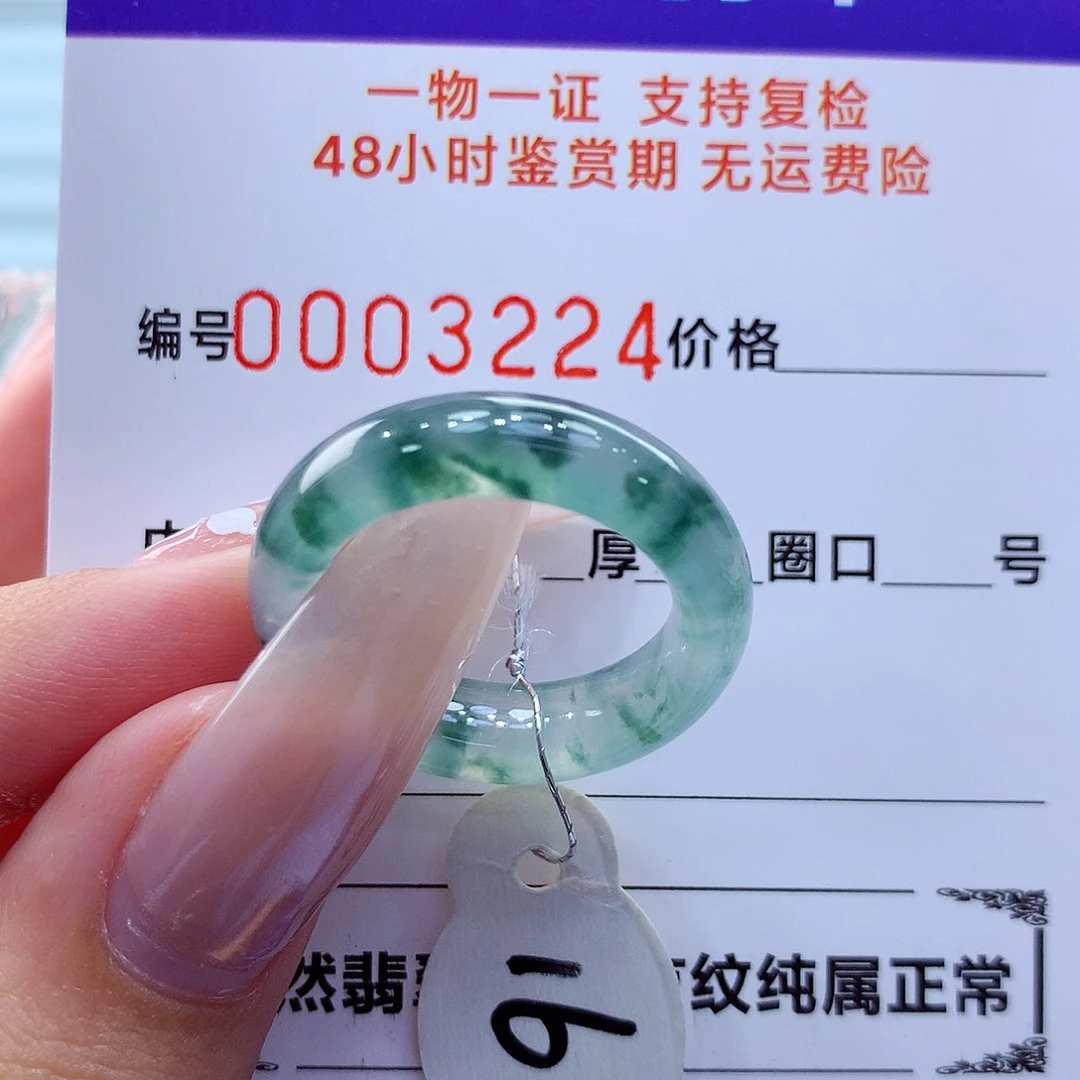 一物一证 支持复检
48小时鉴赏期 无运费险
编号0003224价格
厚 圈口 号
然翡 纹纯属正常